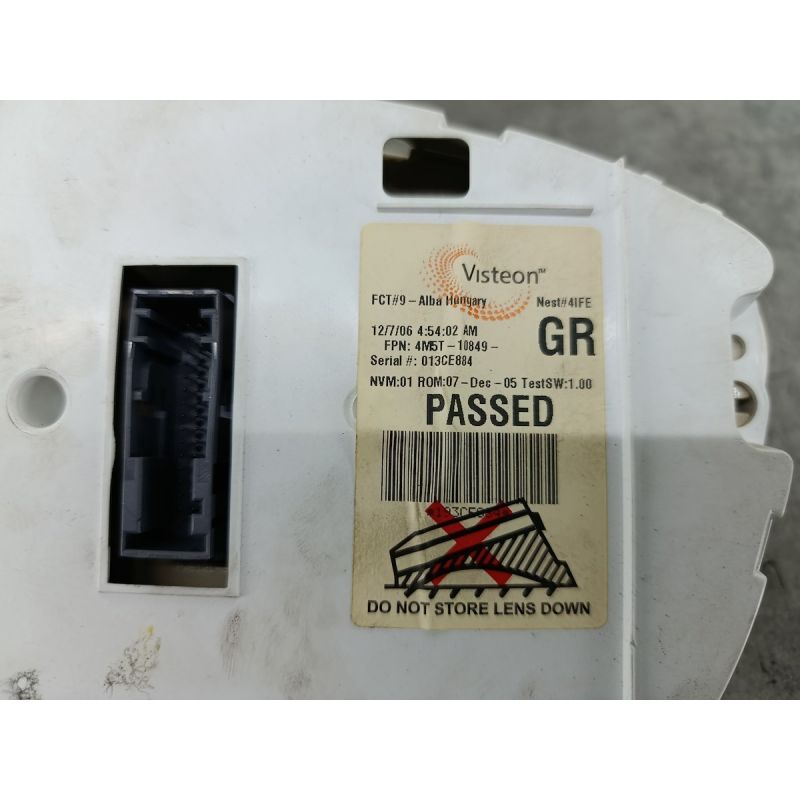 Visteon™
FCT#9-Alba Hungary Nest#4IFE
12/7/06 4:54:02 AM
FPN: 4M5T-10849- GR
Serial #: 013CE884
NVM:01 ROM:07-Dec-05 TestSW:1.00
PASSED
DO NOT STORE LENS DOWN